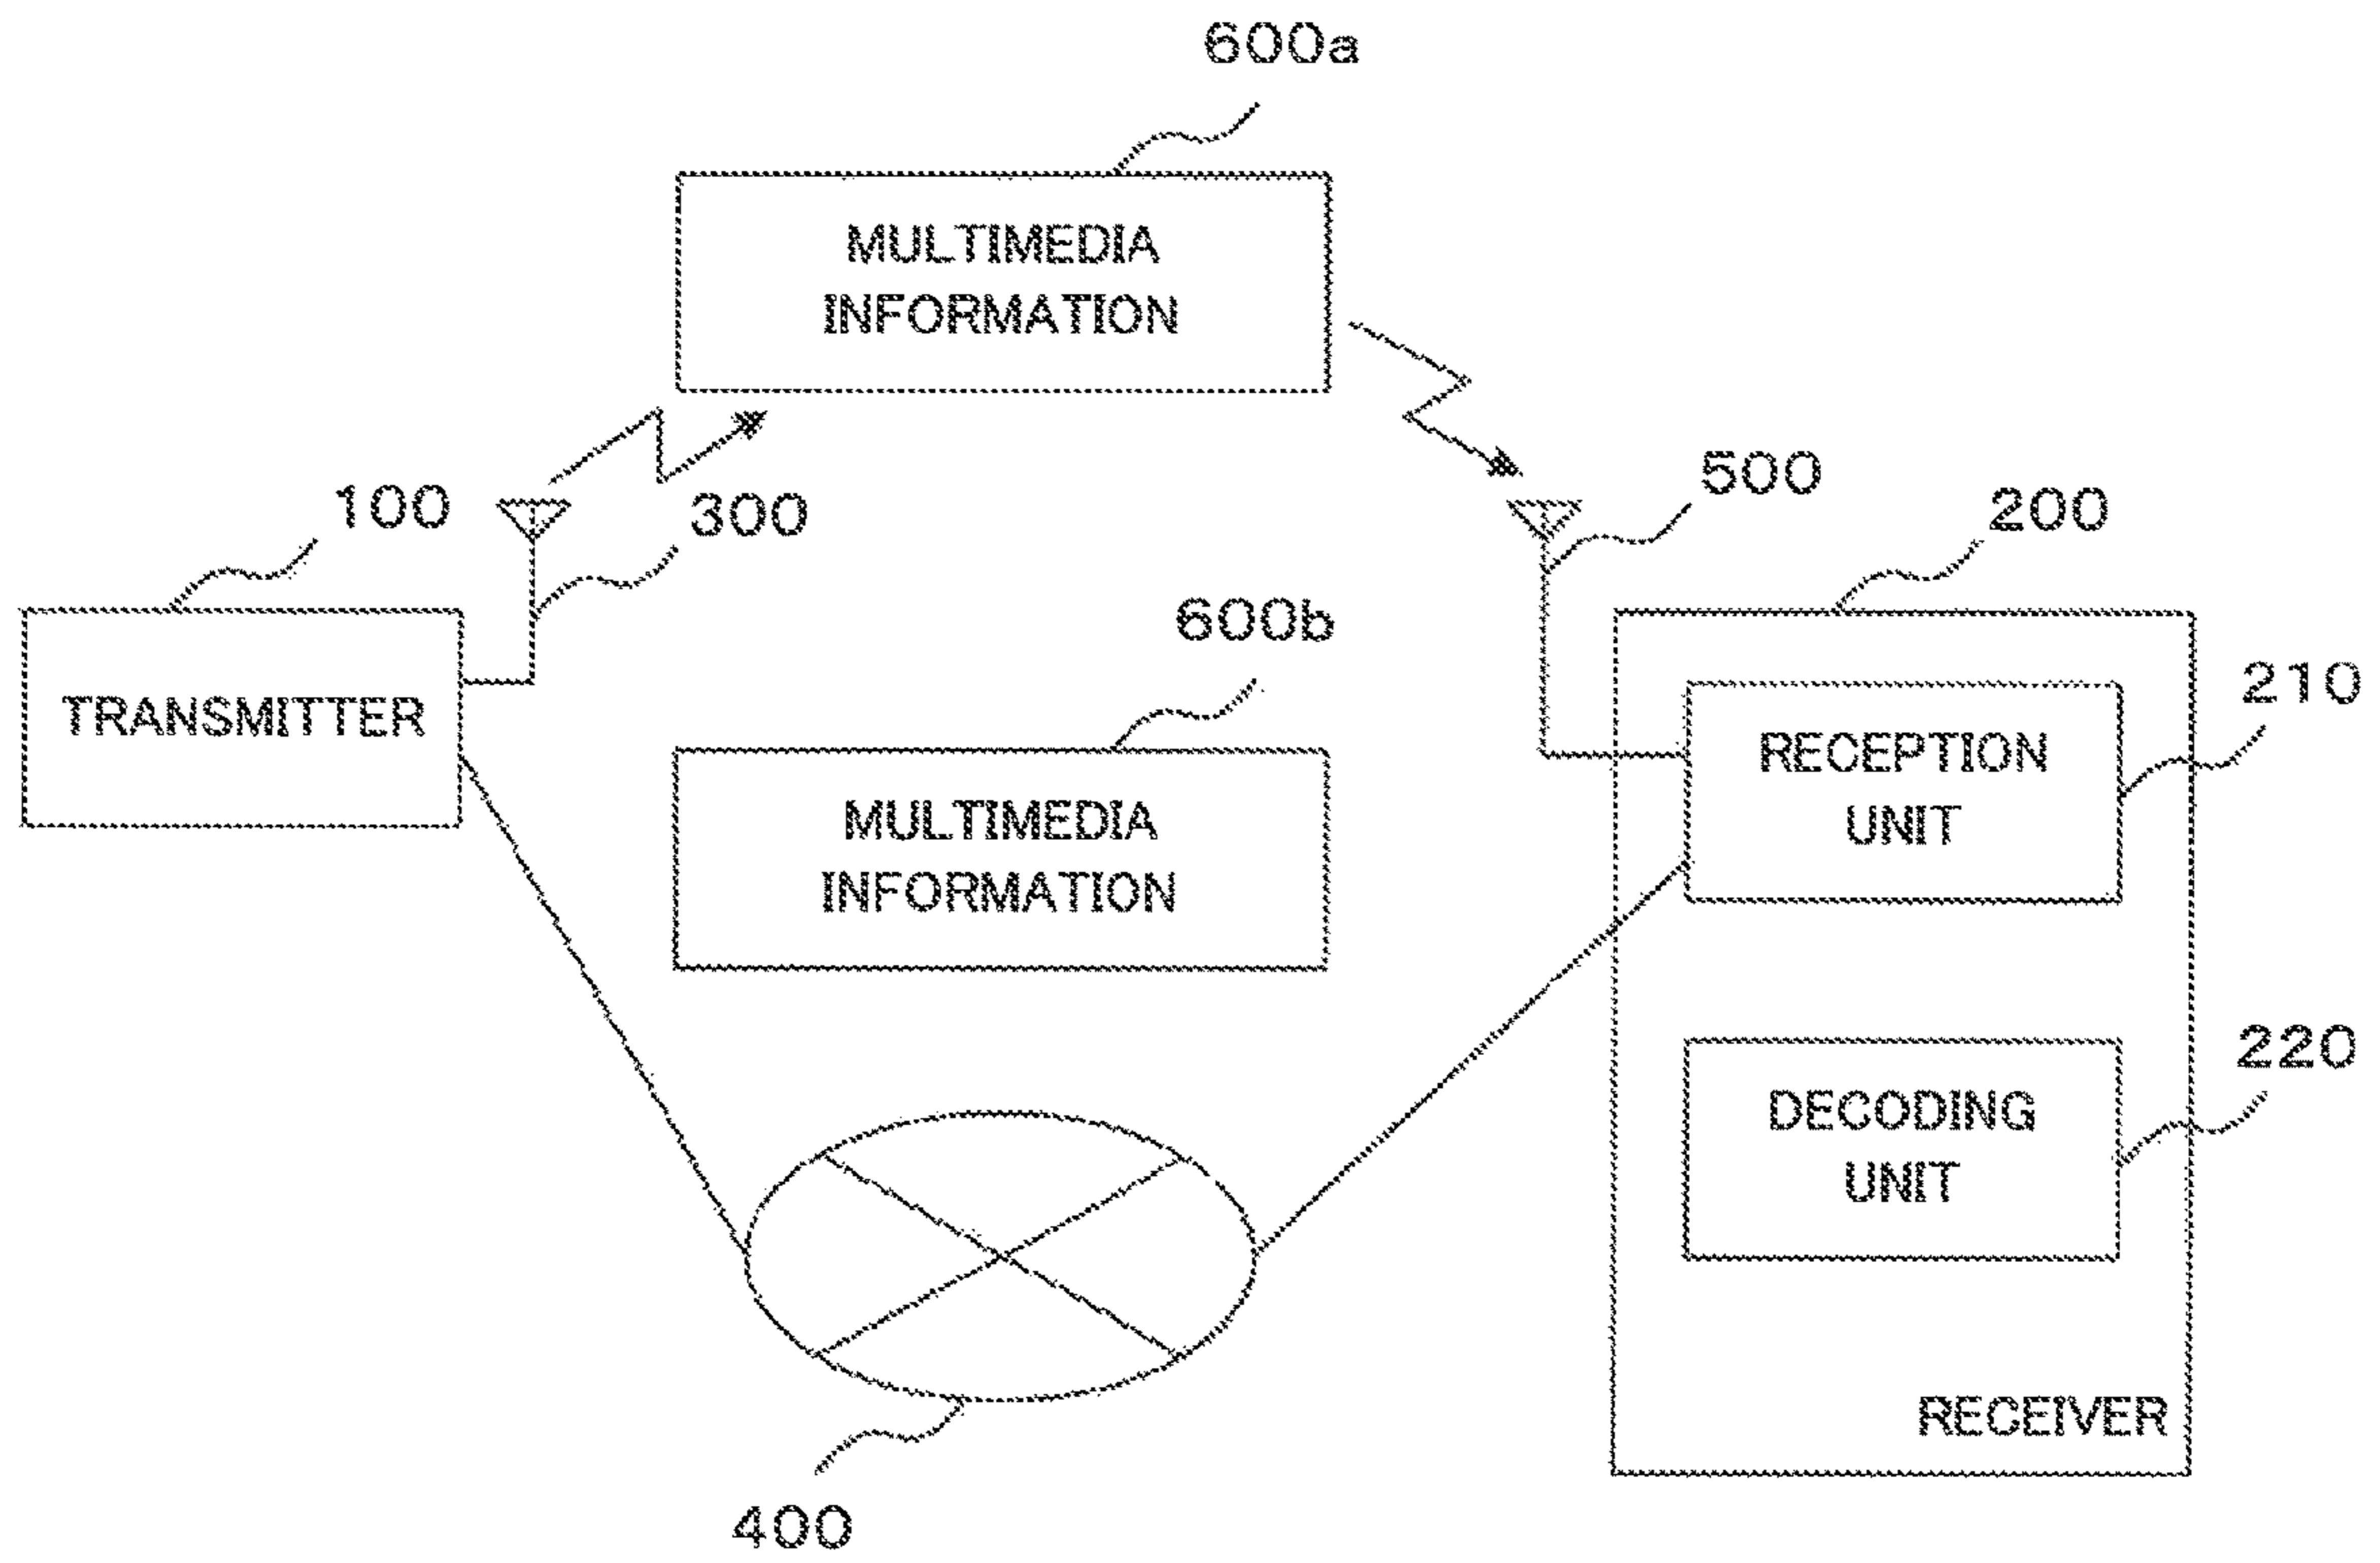 600a
MULTIMEDIA
INFORMATION
100
300
500
200
600b
210
TRANSMITTER
RECEPTION
UNIT
MULTIMEDIA
INFORMATION
220
DECODING
UNIT
RECEIVER
400